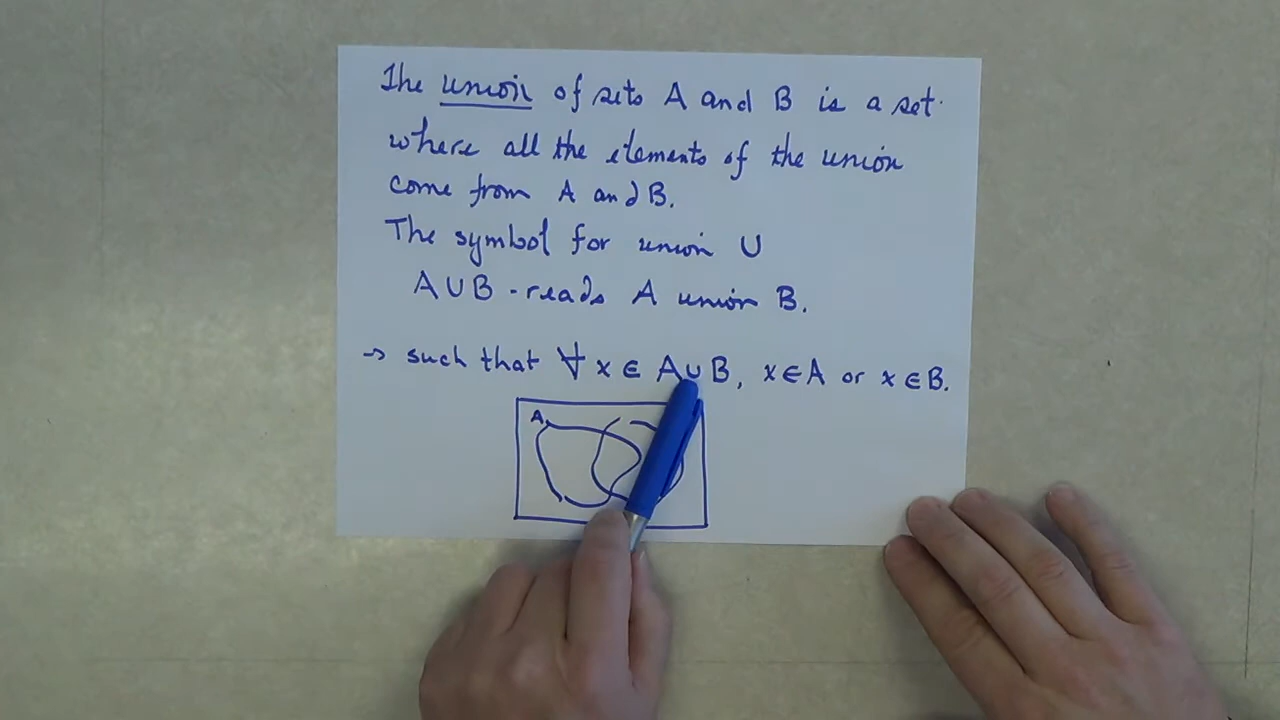 The union of sets A and B is a set
where all the elements of the union
come from A and B.
The symbol for union ∪
A∪B - reads A union B.
→ such that ∀ x ∈ A∪B, x∈A or x∈B.
A